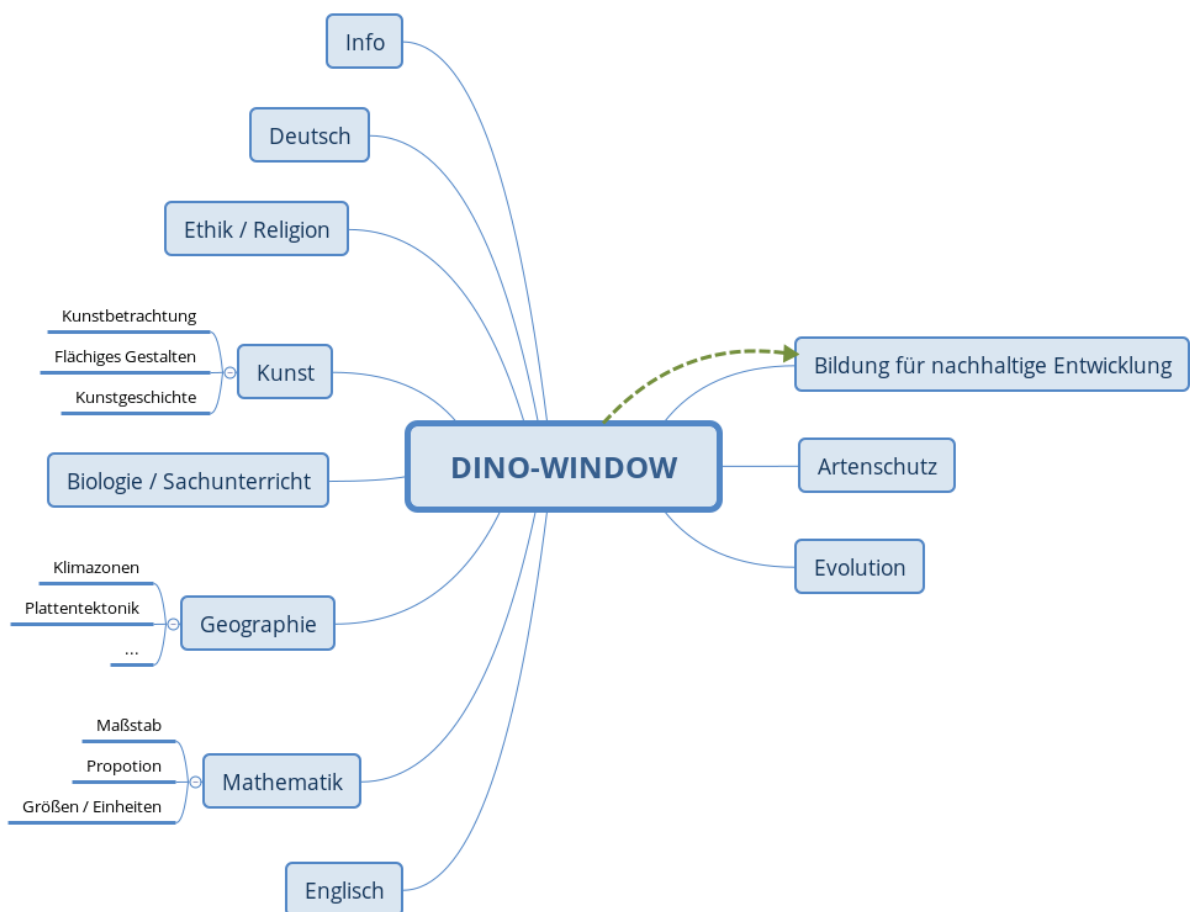 Info
Deutsch
Ethik / Religion
Kunstbetrachtung
Flächiges Gestalten
Kunstgeschichte
Kunst
Biologie / Sachunterricht
Klimazonen
Plattentektonik
...
Geographie
Maßstab
Propotion
Größen / Einheiten
Mathematik
Englisch
DINO-WINDOW
Bildung für nachhaltige Entwicklung
Artenschutz
Evolution